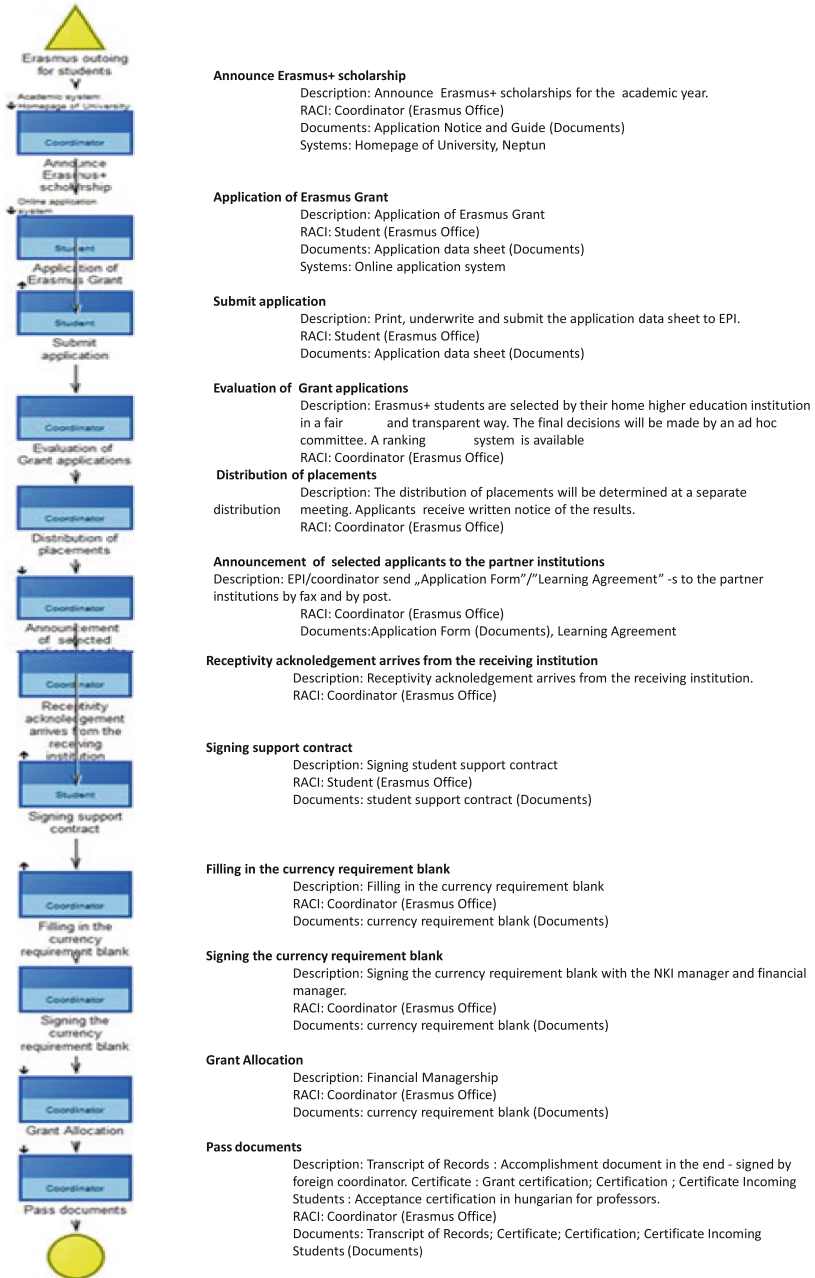 Erasmus outoing
for students
Academic system
Homepage of University
Coordinator
Announce
Erasmus+
scholarship
Online application
system
Student
Application of
Erasmus Grant
Student
Submit
application
Coordinator
Evaluation of
Grant applications
Coordinator
Distribution of
placements
Coordinator
Announcement
of selected
Coordinator
Receptivity
acknoledgement
arrives from the
receiving
institution
Student
Signing support
contract
Coordinator
Filling in the
currency
requirement blank
Coordinator
Signing the
currency
requirement blank
Coordinator
Grant Allocation
Coordinator
Pass documents
Announce Erasmus+ scholarship
Description: Announce Erasmus+ scholarships for the academic year.
RACI: Coordinator (Erasmus Office)
Documents: Application Notice and Guide (Documents)
Systems: Homepage of University, Neptun
Application of Erasmus Grant
Description: Application of Erasmus Grant
RACI: Student (Erasmus Office)
Documents: Application data sheet (Documents)
Systems: Online application system
Submit application
Description: Print, underwrite and submit the application data sheet to EPI.
RACI: Student (Erasmus Office)
Documents: Application data sheet (Documents)
Evaluation of Grant applications
Description: Erasmus+ students are selected by their home higher education institution
in a fair and transparent way. The final decisions will be made by an ad hoc
committee. A ranking system is available
RACI: Coordinator (Erasmus Office)
Distribution of placements
Description: The distribution of placements will be determined at a separate
distribution meeting. Applicants receive written notice of the results.
RACI: Coordinator (Erasmus Office)
Announcement of selected applicants to the partner institutions
Description: EPI/coordinator send „Application Form”/”Learning Agreement” -s to the partner
institutions by fax and by post.
RACI: Coordinator (Erasmus Office)
Documents:Application Form (Documents), Learning Agreement
Receptivity acknoledgement arrives from the receiving institution
Description: Receptivity acknoledgement arrives from the receiving institution.
RACI: Coordinator (Erasmus Office)
Signing support contract
Description: Signing student support contract
RACI: Student (Erasmus Office)
Documents: student support contract (Documents)
Filling in the currency requirement blank
Description: Filling in the currency requirement blank
RACI: Coordinator (Erasmus Office)
Documents: currency requirement blank (Documents)
Signing the currency requirement blank
Description: Signing the currency requirement blank with the NKI manager and financial
manager.
RACI: Coordinator (Erasmus Office)
Documents: currency requirement blank (Documents)
Grant Allocation
Description: Financial Managership
RACI: Coordinator (Erasmus Office)
Documents: currency requirement blank (Documents)
Pass documents
Description: Transcript of Records : Accomplishment document in the end - signed by
foreign coordinator. Certificate : Grant certification; Certification ; Certificate Incoming
Students : Acceptance certification in hungarian for professors.
RACI: Coordinator (Erasmus Office)
Documents: Transcript of Records; Certificate; Certification; Certificate Incoming
Students (Documents)